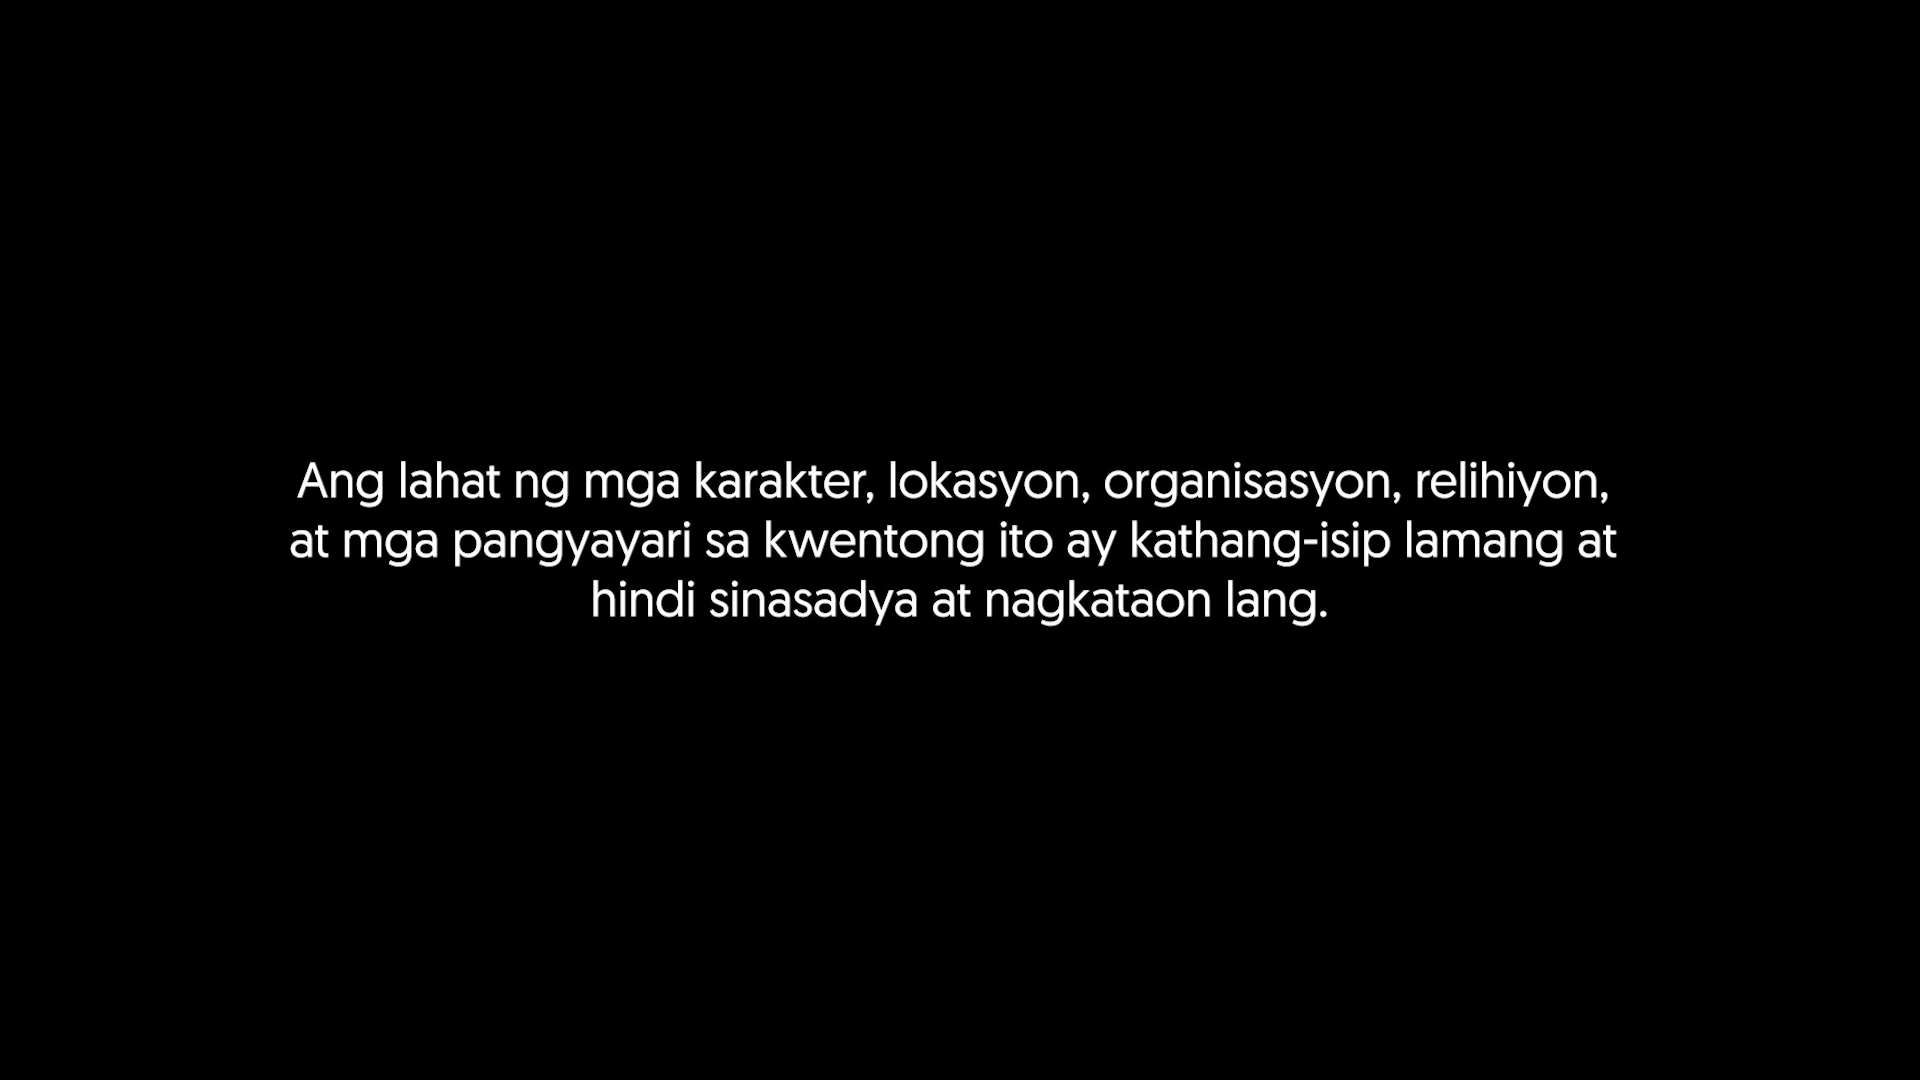 Ang lahat ng mga karakter, lokasyon, organisasyon, relihiyon,
at mga pangyayari sa kwentong ito ay kathang-isip lamang at
hindi sinasadya at nagkataon lang.